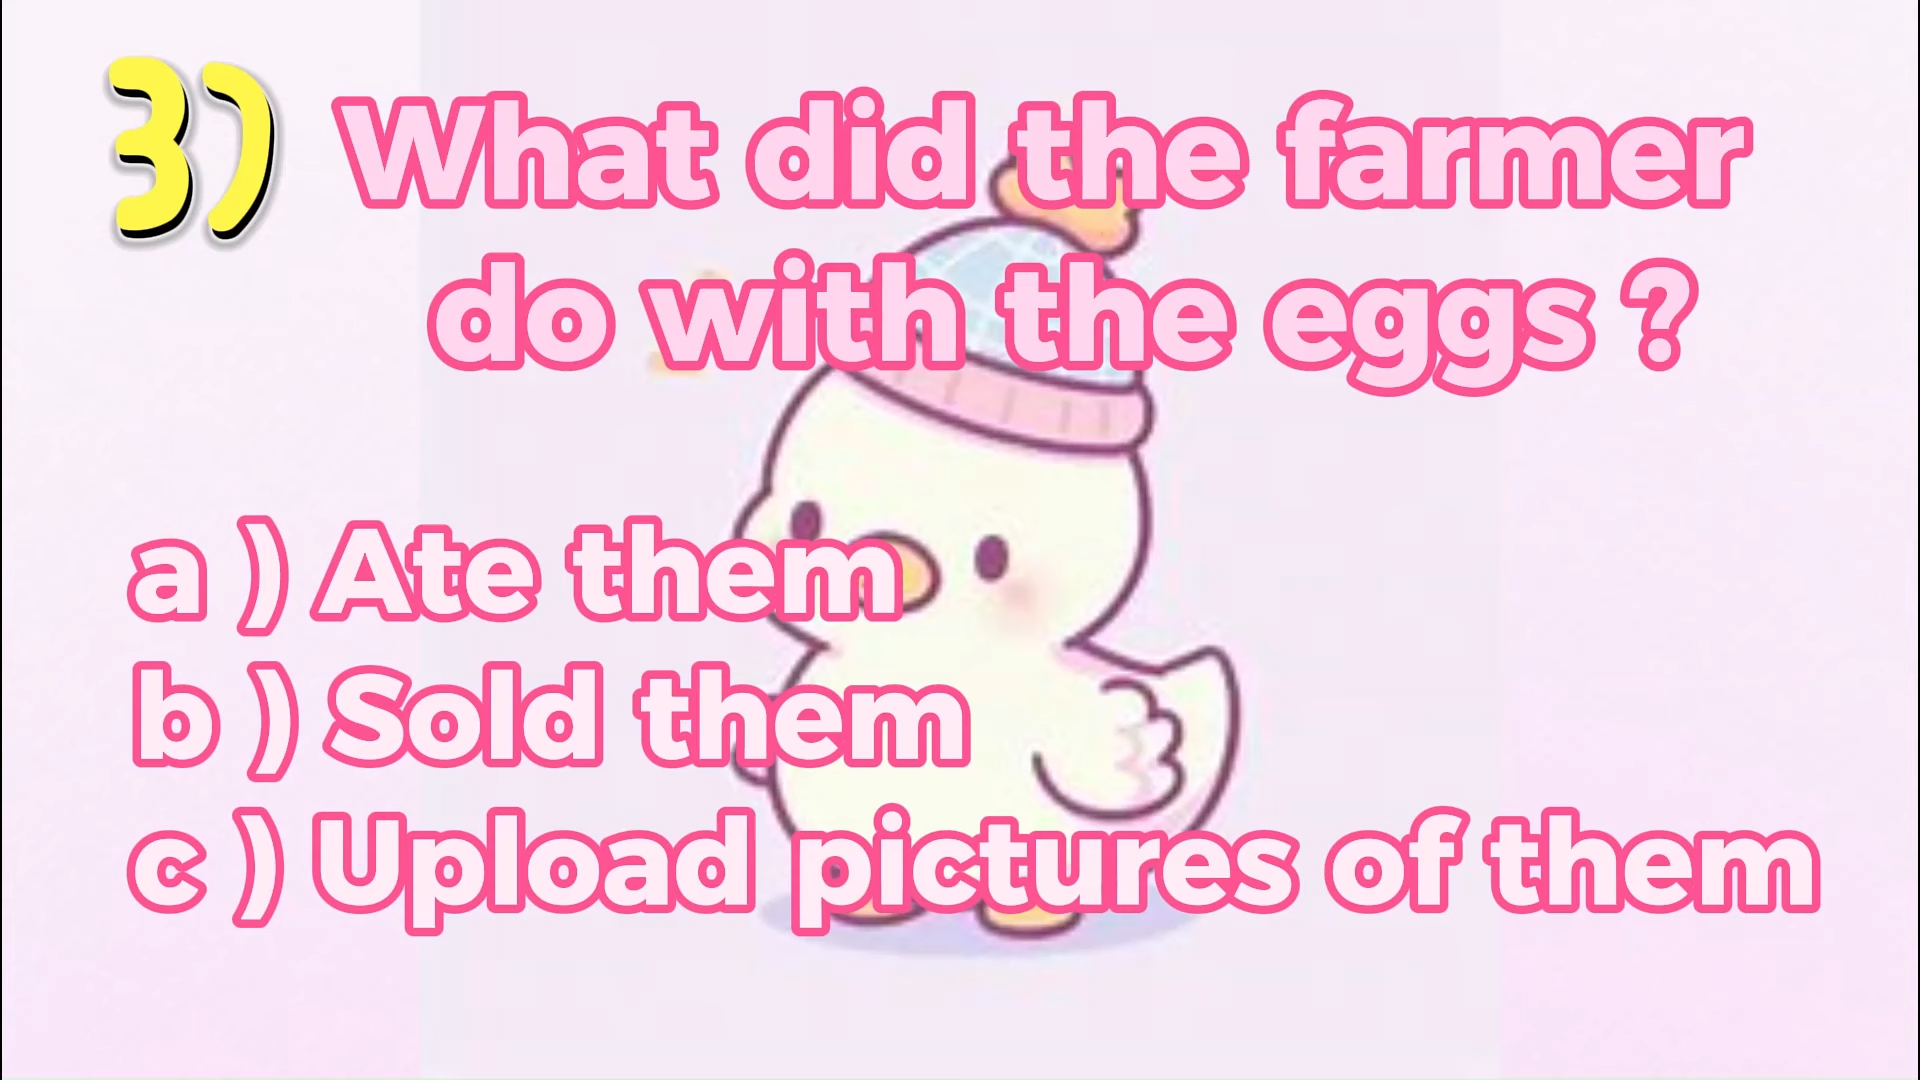 3) What did the farmer
do with the eggs ?
a ) Ate them
b ) Sold them
c ) Upload pictures of them